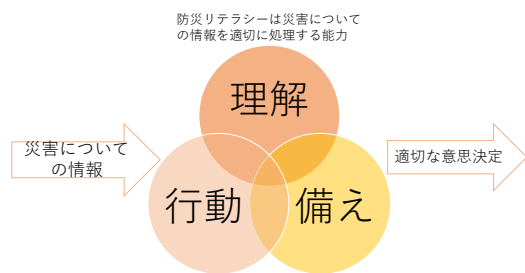 防災リテラシーは災害について
の情報を適切に処理する能力
理解
災害について
の情報
適切な意思決定
行動
備え